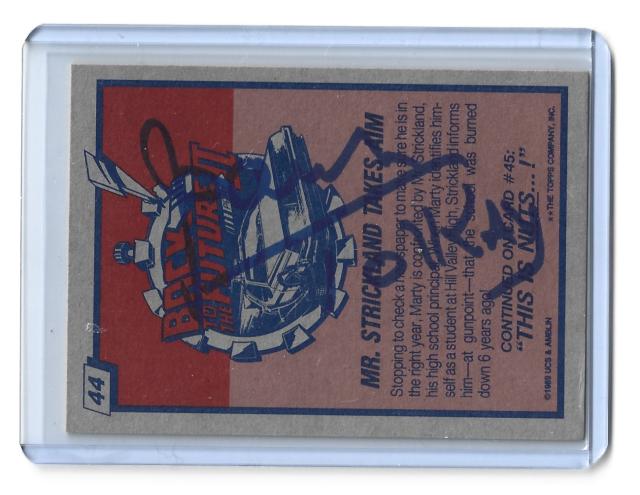 44
BACK
TO THE
FUTURE II
MR. STRICKLAND TAKES AIM
Stopping to check a newspaper to make sure he is in
the right year, Marty is confronted by Mr. Strickland,
his high school principal. When Marty identifies him-
self as a student at Hill Valley High, Strickland informs
him—at gunpoint—that the school was burned
down 6 years ago!
CONTINUED ON CARD #45:
“THIS IS NUTS...!”
©1989 UCS & AMBLIN
★★THE TOPPS COMPANY, INC.